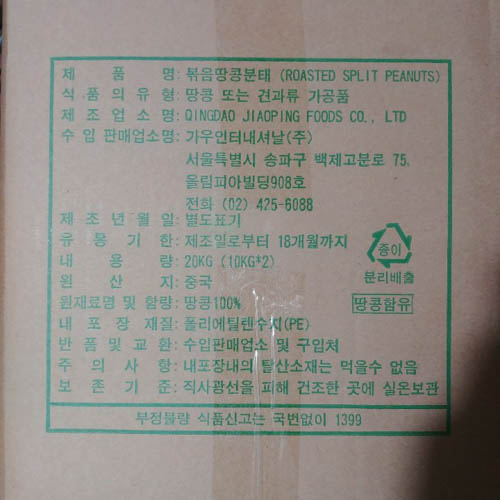 제 품 명: 볶음땅콩분태 (ROASTED SPLIT PEANUTS)
식 품 의 유 형: 땅콩 또는 견과류 가공품
제 조 업 소 명: QINGDAO JIAOPING FOODS CO., LTD
수 입 판매업소명: 가우인터내셔날(주)
서울특별시 송파구 백제고분로 75,
올림피아빌딩908호
전화 (02) 425-6088
제 조 년 월 일: 별도표기
유 통 기 한: 제조일로부터 18개월까지
내 용 량: 20KG (10KG*2)
원 산 지: 중국
원재료명 및 함량: 땅콩100%
내 포 장 재질: 폴리에틸렌수지(PE)
반 품 및 교 환: 수입판매업소 및 구입처
주 의 사 항: 내포장내의 탈산소재는 먹을수 없음
보 존 기 준: 직사광선을 피해 건조한 곳에 실온보관
종이
분리배출
땅콩함유
부정불량 식품신고는 국번없이 1399